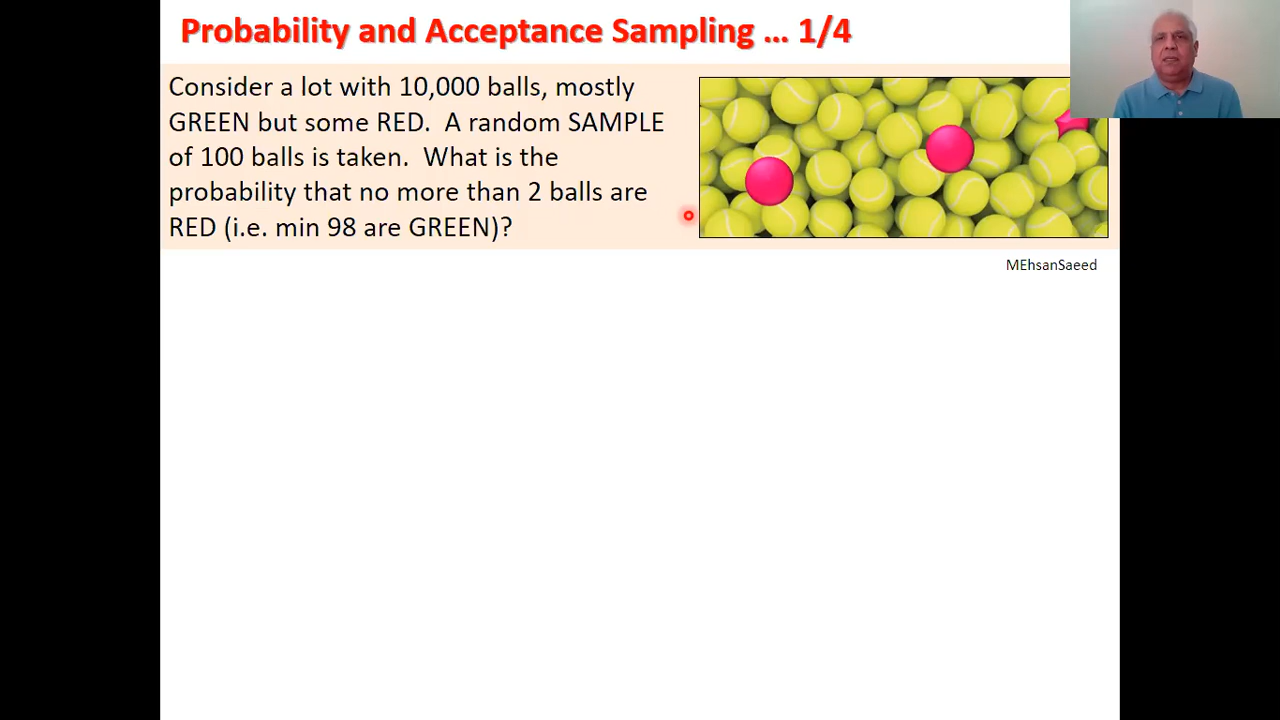 Probability and Acceptance Sampling ... 1/4
Consider a lot with 10,000 balls, mostly
GREEN but some RED.  A random SAMPLE
of 100 balls is taken.  What is the
probability that no more than 2 balls are
RED (i.e. min 98 are GREEN)?
MEhsanSaeed